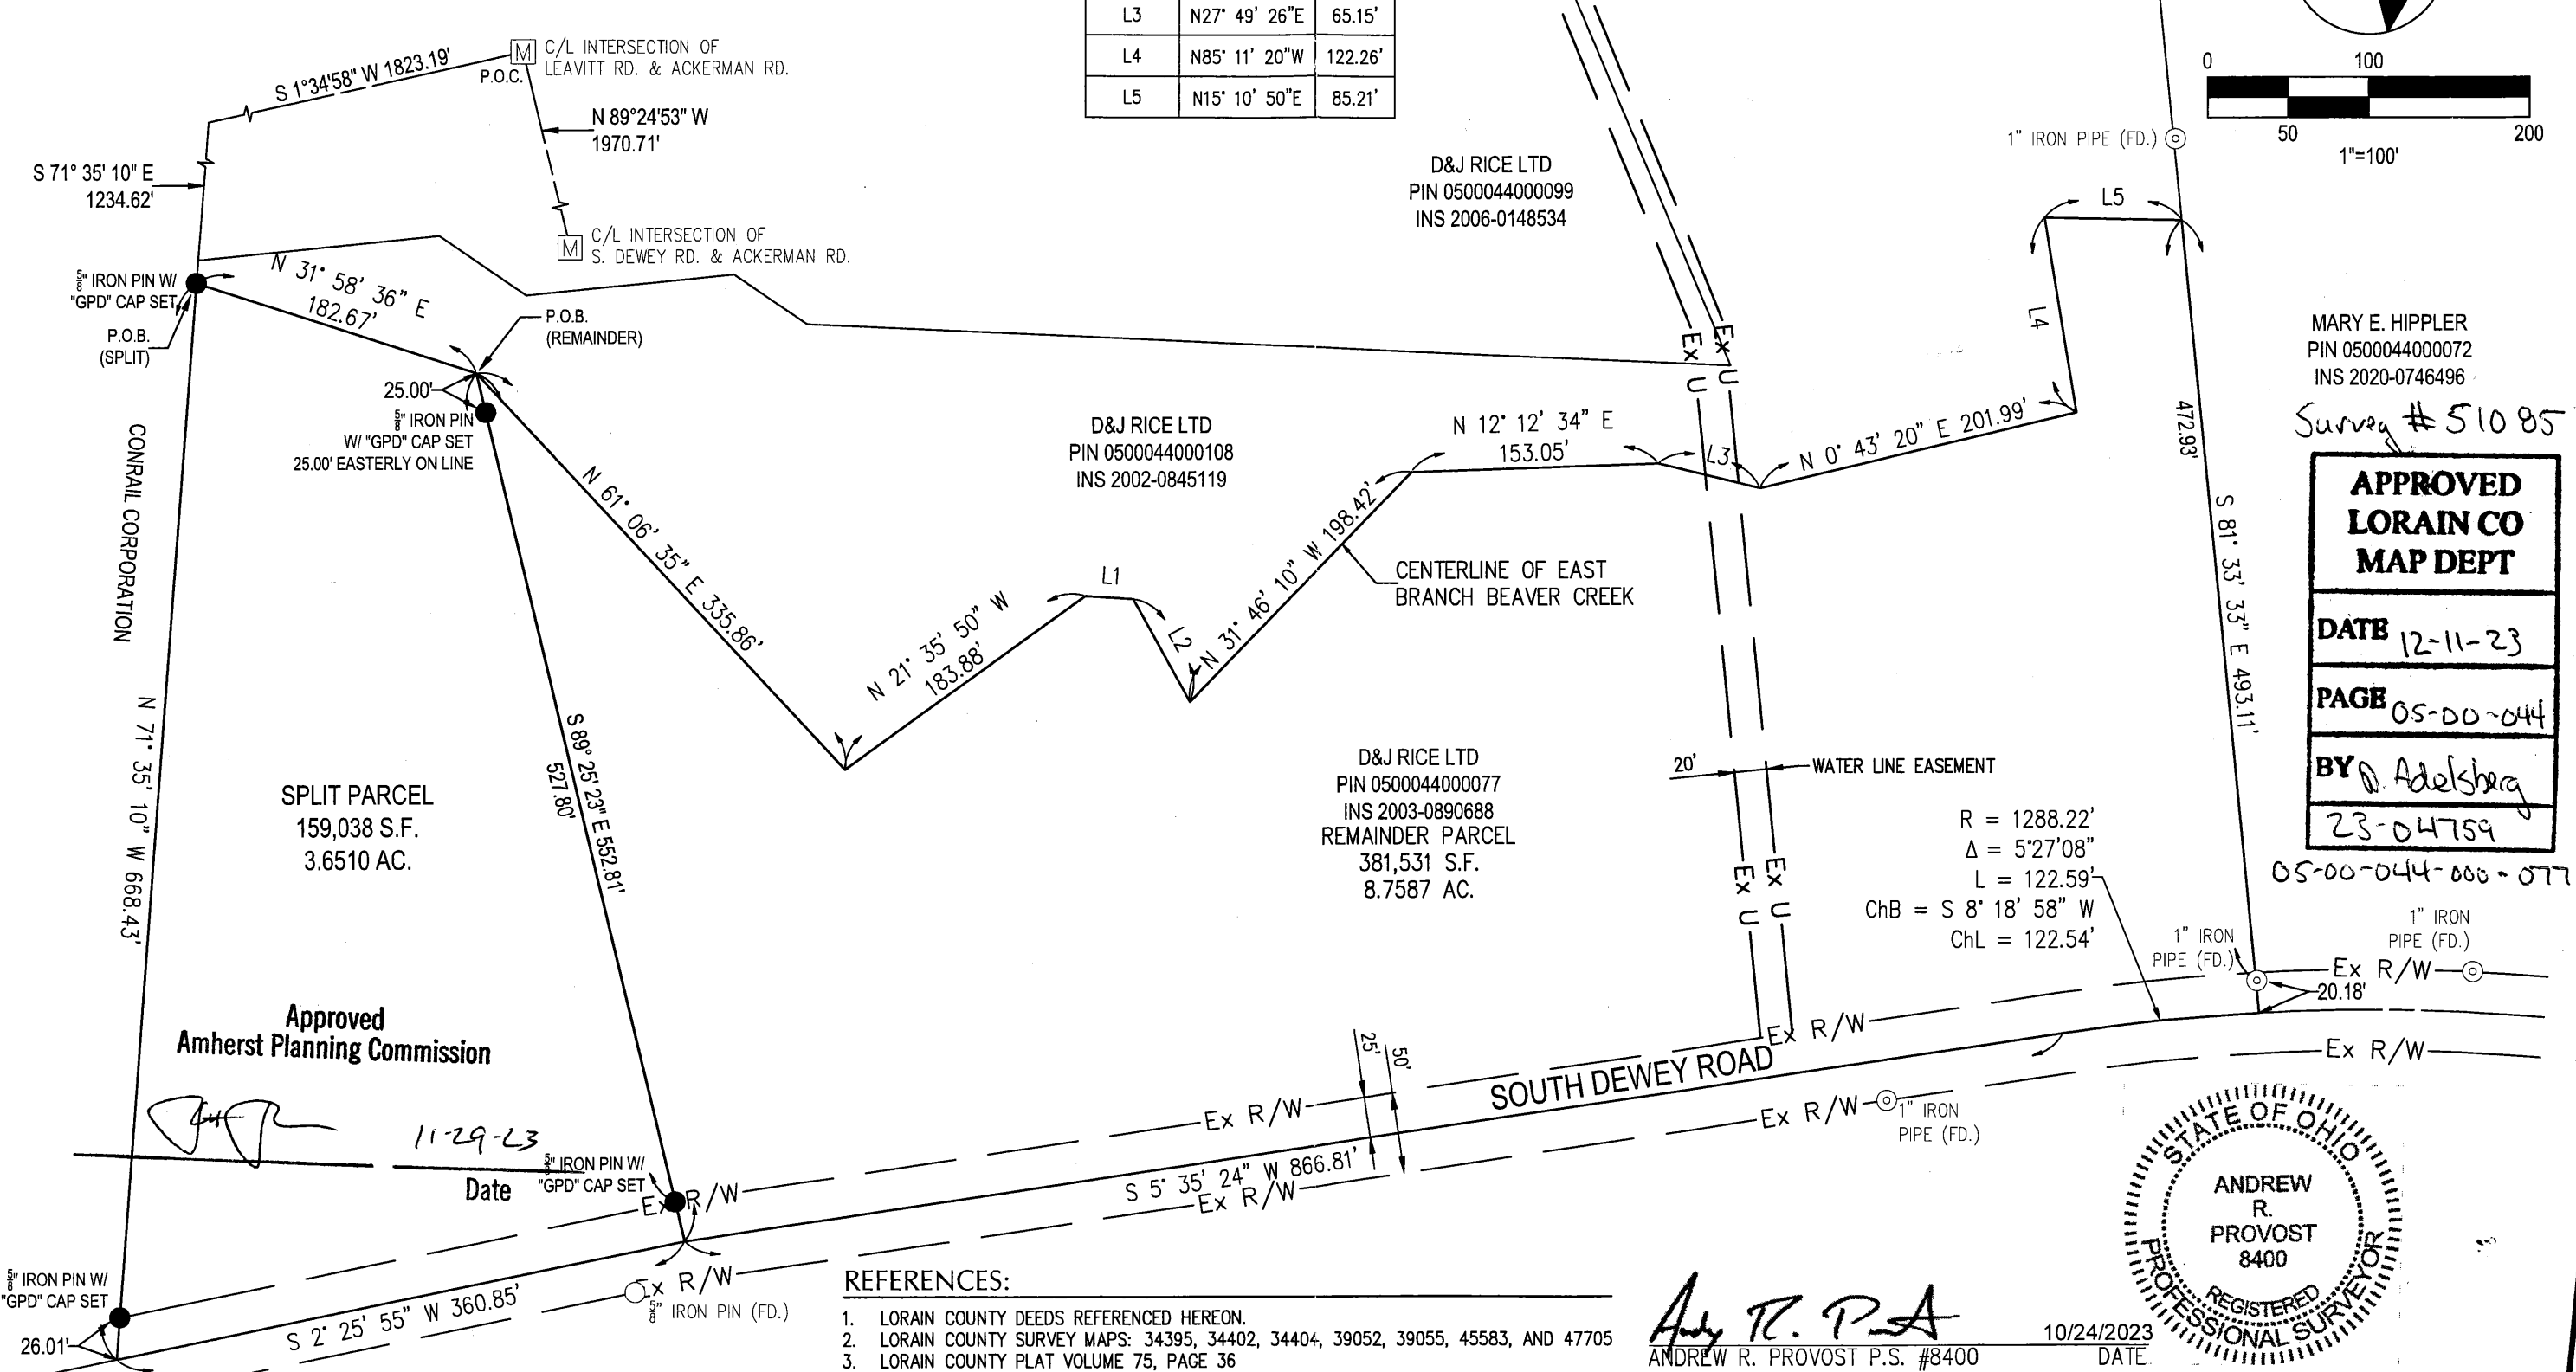 L3 N27° 49' 26"E 65.15'
L4 N85° 11' 20"W 122.26'
L5 N15° 10' 50"E 85.21'
0 100
50 200
1"=100'
S 1°34'58" W 1823.19'
M C/L INTERSECTION OF
LEAVITT RD. & ACKERMAN RD.
P.O.C.
N 89°24'53" W
1970.71'
M C/L INTERSECTION OF
S. DEWEY RD. & ACKERMAN RD.
S 71° 35' 10" E
1234.62'
⅝" IRON PIN W/
"GPD" CAP SET
P.O.B.
(SPLIT)
N 31° 58' 36" E
182.67'
P.O.B.
(REMAINDER)
25.00'
⅝" IRON PIN
W/ "GPD" CAP SET
25.00' EASTERLY ON LINE
D&J RICE LTD
PIN 0500044000099
INS 2006-0148534
1" IRON PIPE (FD.)
L5
L4
MARY E. HIPPLER
PIN 0500044000072
INS 2020-0746496
Survey # 51085
APPROVED
LORAIN CO
MAP DEPT
DATE 12-11-23
PAGE 05-00-044
BY D. Adelsberg
23-04759
05-00-044-000-077
472.93'
S 81° 33' 33" E 493.11'
Ex U
Ex U
D&J RICE LTD
PIN 0500044000108
INS 2002-0845119
N 12° 12' 34" E
153.05'
L3
N 0° 43' 20" E 201.99'
CONRAIL CORPORATION
N 71° 35' 10" W 668.43'
N 61° 06' 35" E 335.86'
N 21° 35' 50" W
183.88'
L1
L2
N 31° 46' 10" W 198.42'
CENTERLINE OF EAST
BRANCH BEAVER CREEK
S 89° 25' 23" E 552.81'
527.80'
SPLIT PARCEL
159,038 S.F.
3.6510 AC.
D&J RICE LTD
PIN 0500044000077
INS 2003-0890688
REMAINDER PARCEL
381,531 S.F.
8.7587 AC.
20'
WATER LINE EASEMENT
Ex U
Ex U
R = 1288.22'
Δ = 5°27'08"
L = 122.59'
ChB = S 8° 18' 58" W
ChL = 122.54'
1" IRON
PIPE (FD.)
1" IRON
PIPE (FD.)
Ex R/W
20.18'
Ex R/W
Ex R/W
Approved
Amherst Planning Commission
11-29-23
Date
⅝" IRON PIN W/
"GPD" CAP SET
Ex R/W
25'
50'
SOUTH DEWEY ROAD
Ex R/W
Ex R/W
1" IRON
PIPE (FD.)
S 5° 35' 24" W 866.81'
Ex R/W
⅝" IRON PIN W/
"GPD" CAP SET
26.01'
S 2° 25' 55" W 360.85'
Ex R/W
⅝" IRON PIN (FD.)
REFERENCES:
1. LORAIN COUNTY DEEDS REFERENCED HEREON.
2. LORAIN COUNTY SURVEY MAPS: 34395, 34402, 34404, 39052, 39055, 45583, AND 47705
3. LORAIN COUNTY PLAT VOLUME 75, PAGE 36
10/24/2023
ANDREW R. PROVOST P.S. #8400 DATE
STATE OF OHIO
ANDREW
R.
PROVOST
8400
REGISTERED
PROFESSIONAL SURVEYOR